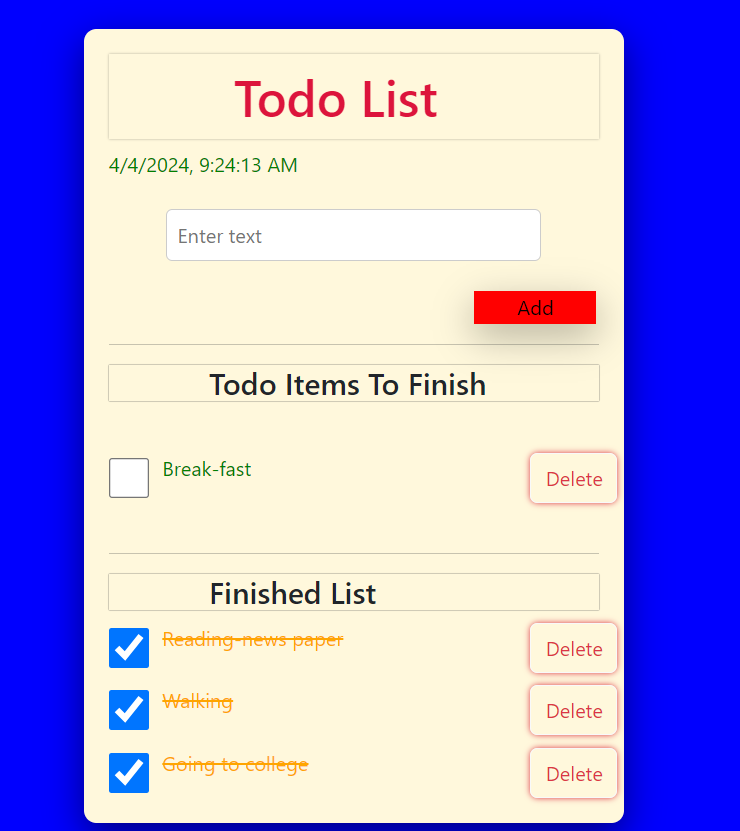 Todo List
4/4/2024, 9:24:13 AM
Enter text
Add
Todo Items To Finish
Break-fast
Delete
Finished List
Reading-news paper
Delete
Walking
Delete
Going to college
Delete